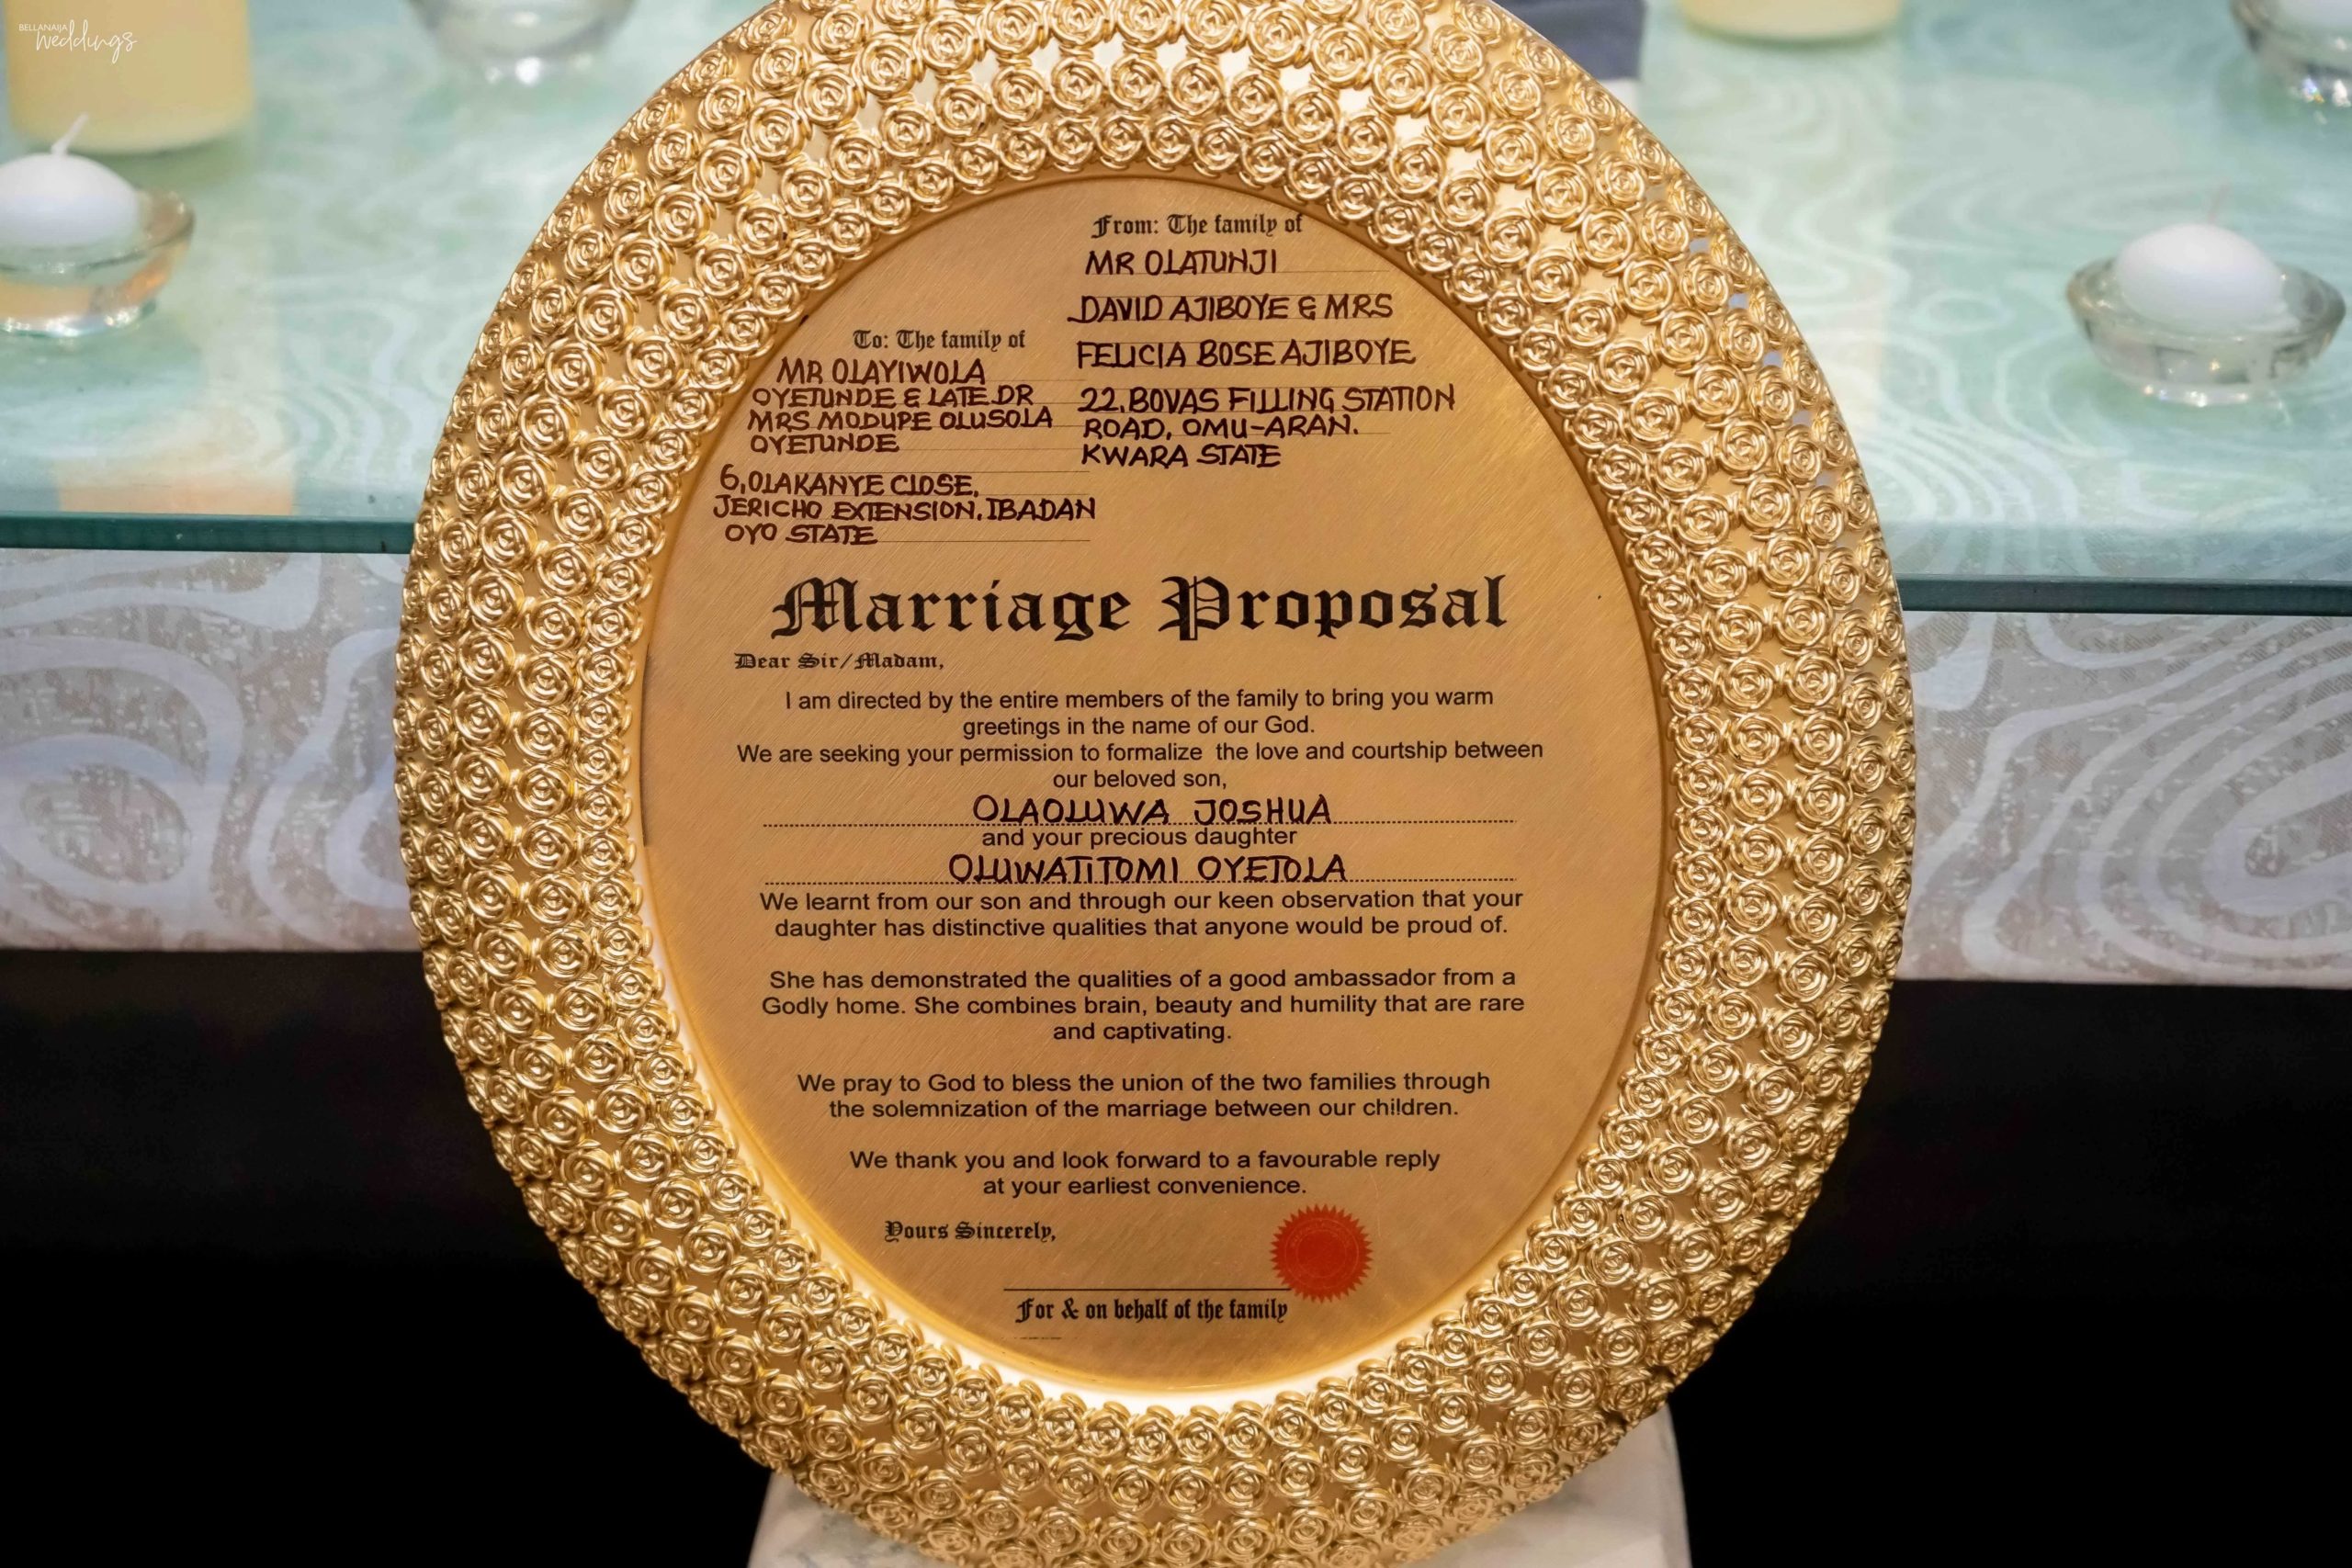 BELLANAIJA
weddings
From: The family of
MR OLATUNJI
DAVID AJIBOYE & MRS
FELICIA BOSE AJIBOYE
22, BOVAS FILLING STATION
ROAD, OMU-ARAN.
KWARA STATE
To: The family of
MR OLAYIWOLA
OYETUNDE & LATE DR
MRS MODUPE OLUSOLA
OYETUNDE
6, OLAKANYE CLOSE,
JERICHO EXTENSION, IBADAN
OYO STATE
Marriage Proposal
Dear Sir/Madam,
I am directed by the entire members of the family to bring you warm
greetings in the name of our God.
We are seeking your permission to formalize the love and courtship between
our beloved son,
OLAOLUWA JOSHUA
and your precious daughter
OLUWATITOMI OYETOLA
We learnt from our son and through our keen observation that your
daughter has distinctive qualities that anyone would be proud of.
She has demonstrated the qualities of a good ambassador from a
Godly home. She combines brain, beauty and humility that are rare
and captivating.
We pray to God to bless the union of the two families through
the solemnization of the marriage between our children.
We thank you and look forward to a favourable reply
at your earliest convenience.
Yours Sincerely,
For & on behalf of the family